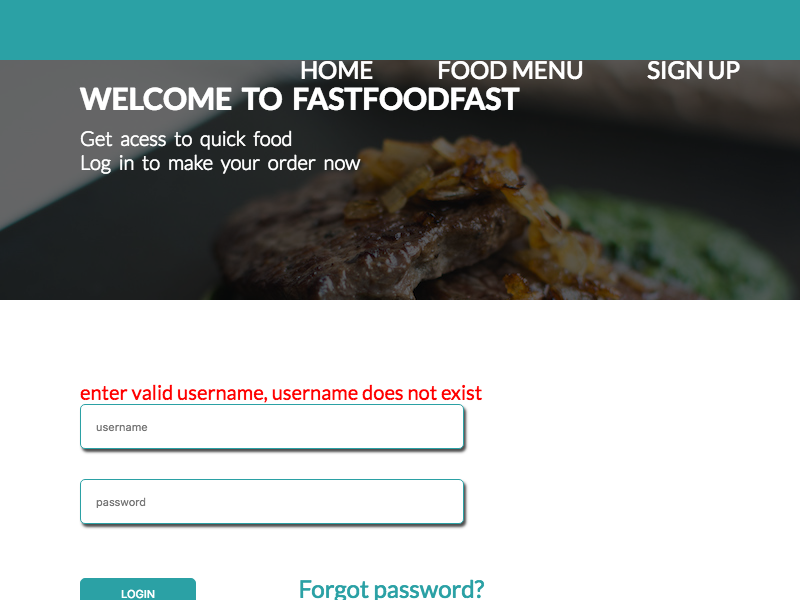 HOME FOOD MENU SIGN UP
WELCOME TO FASTFOODFAST
Get acess to quick food
Log in to make your order now
enter valid username, username does not exist
username
password
LOGIN Forgot password?